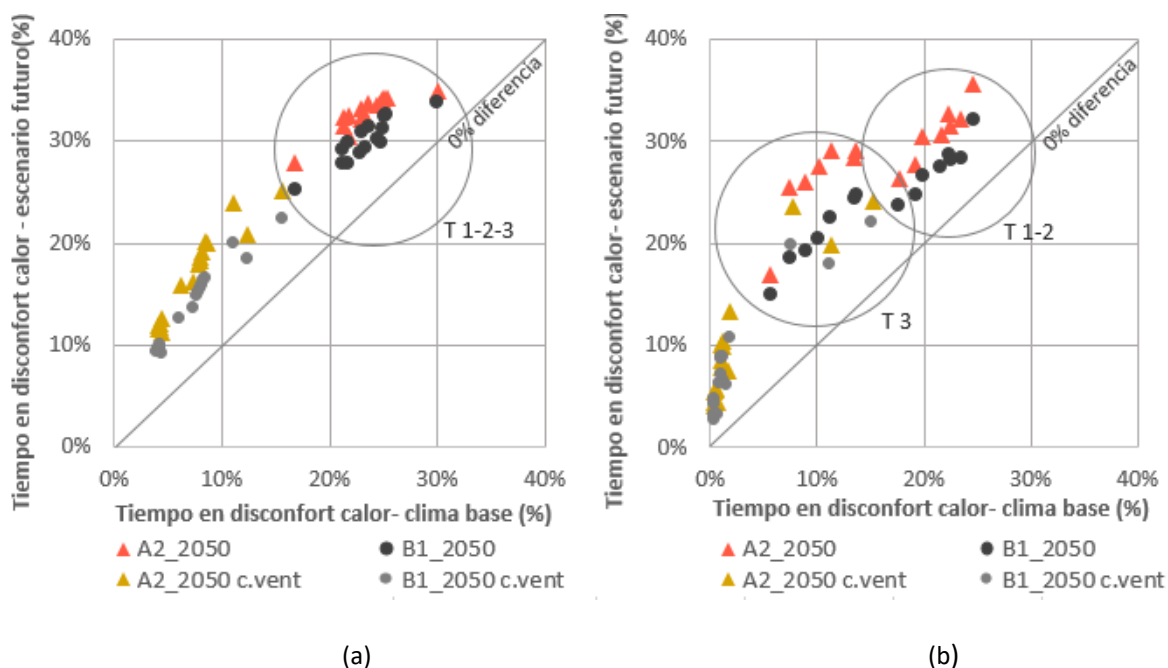 Tiempo en disconfort calor - escenario futuro(%)
40%
30%
20%
10%
0%
0% diferencia
T 1-2-3
0% 10% 20% 30% 40%
Tiempo en disconfort calor- clima base (%)
A2_2050 B1_2050
A2_2050 c.vent B1_2050 c.vent
(a)
Tiempo en disconfort calor- escenario futuro (%)
40%
30%
20%
10%
0%
0% diferencia
T 1-2
T 3
0% 10% 20% 30% 40%
Tiempo en disconfort calor- clima base (%)
A2_2050 B1_2050
A2_2050 c.vent B1_2050 c.vent
(b)